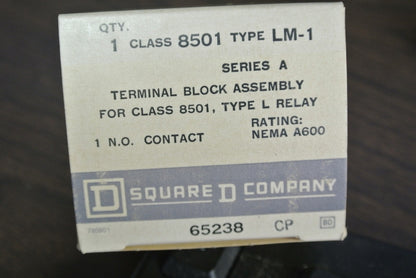 QTY.
1 CLASS 8501 TYPE LM-1
SERIES A
TERMINAL BLOCK ASSEMBLY
FOR CLASS 8501, TYPE L RELAY
RATING:
1 N.O. CONTACT NEMA A600
D SQUARE D COMPANY
65238 CP BD